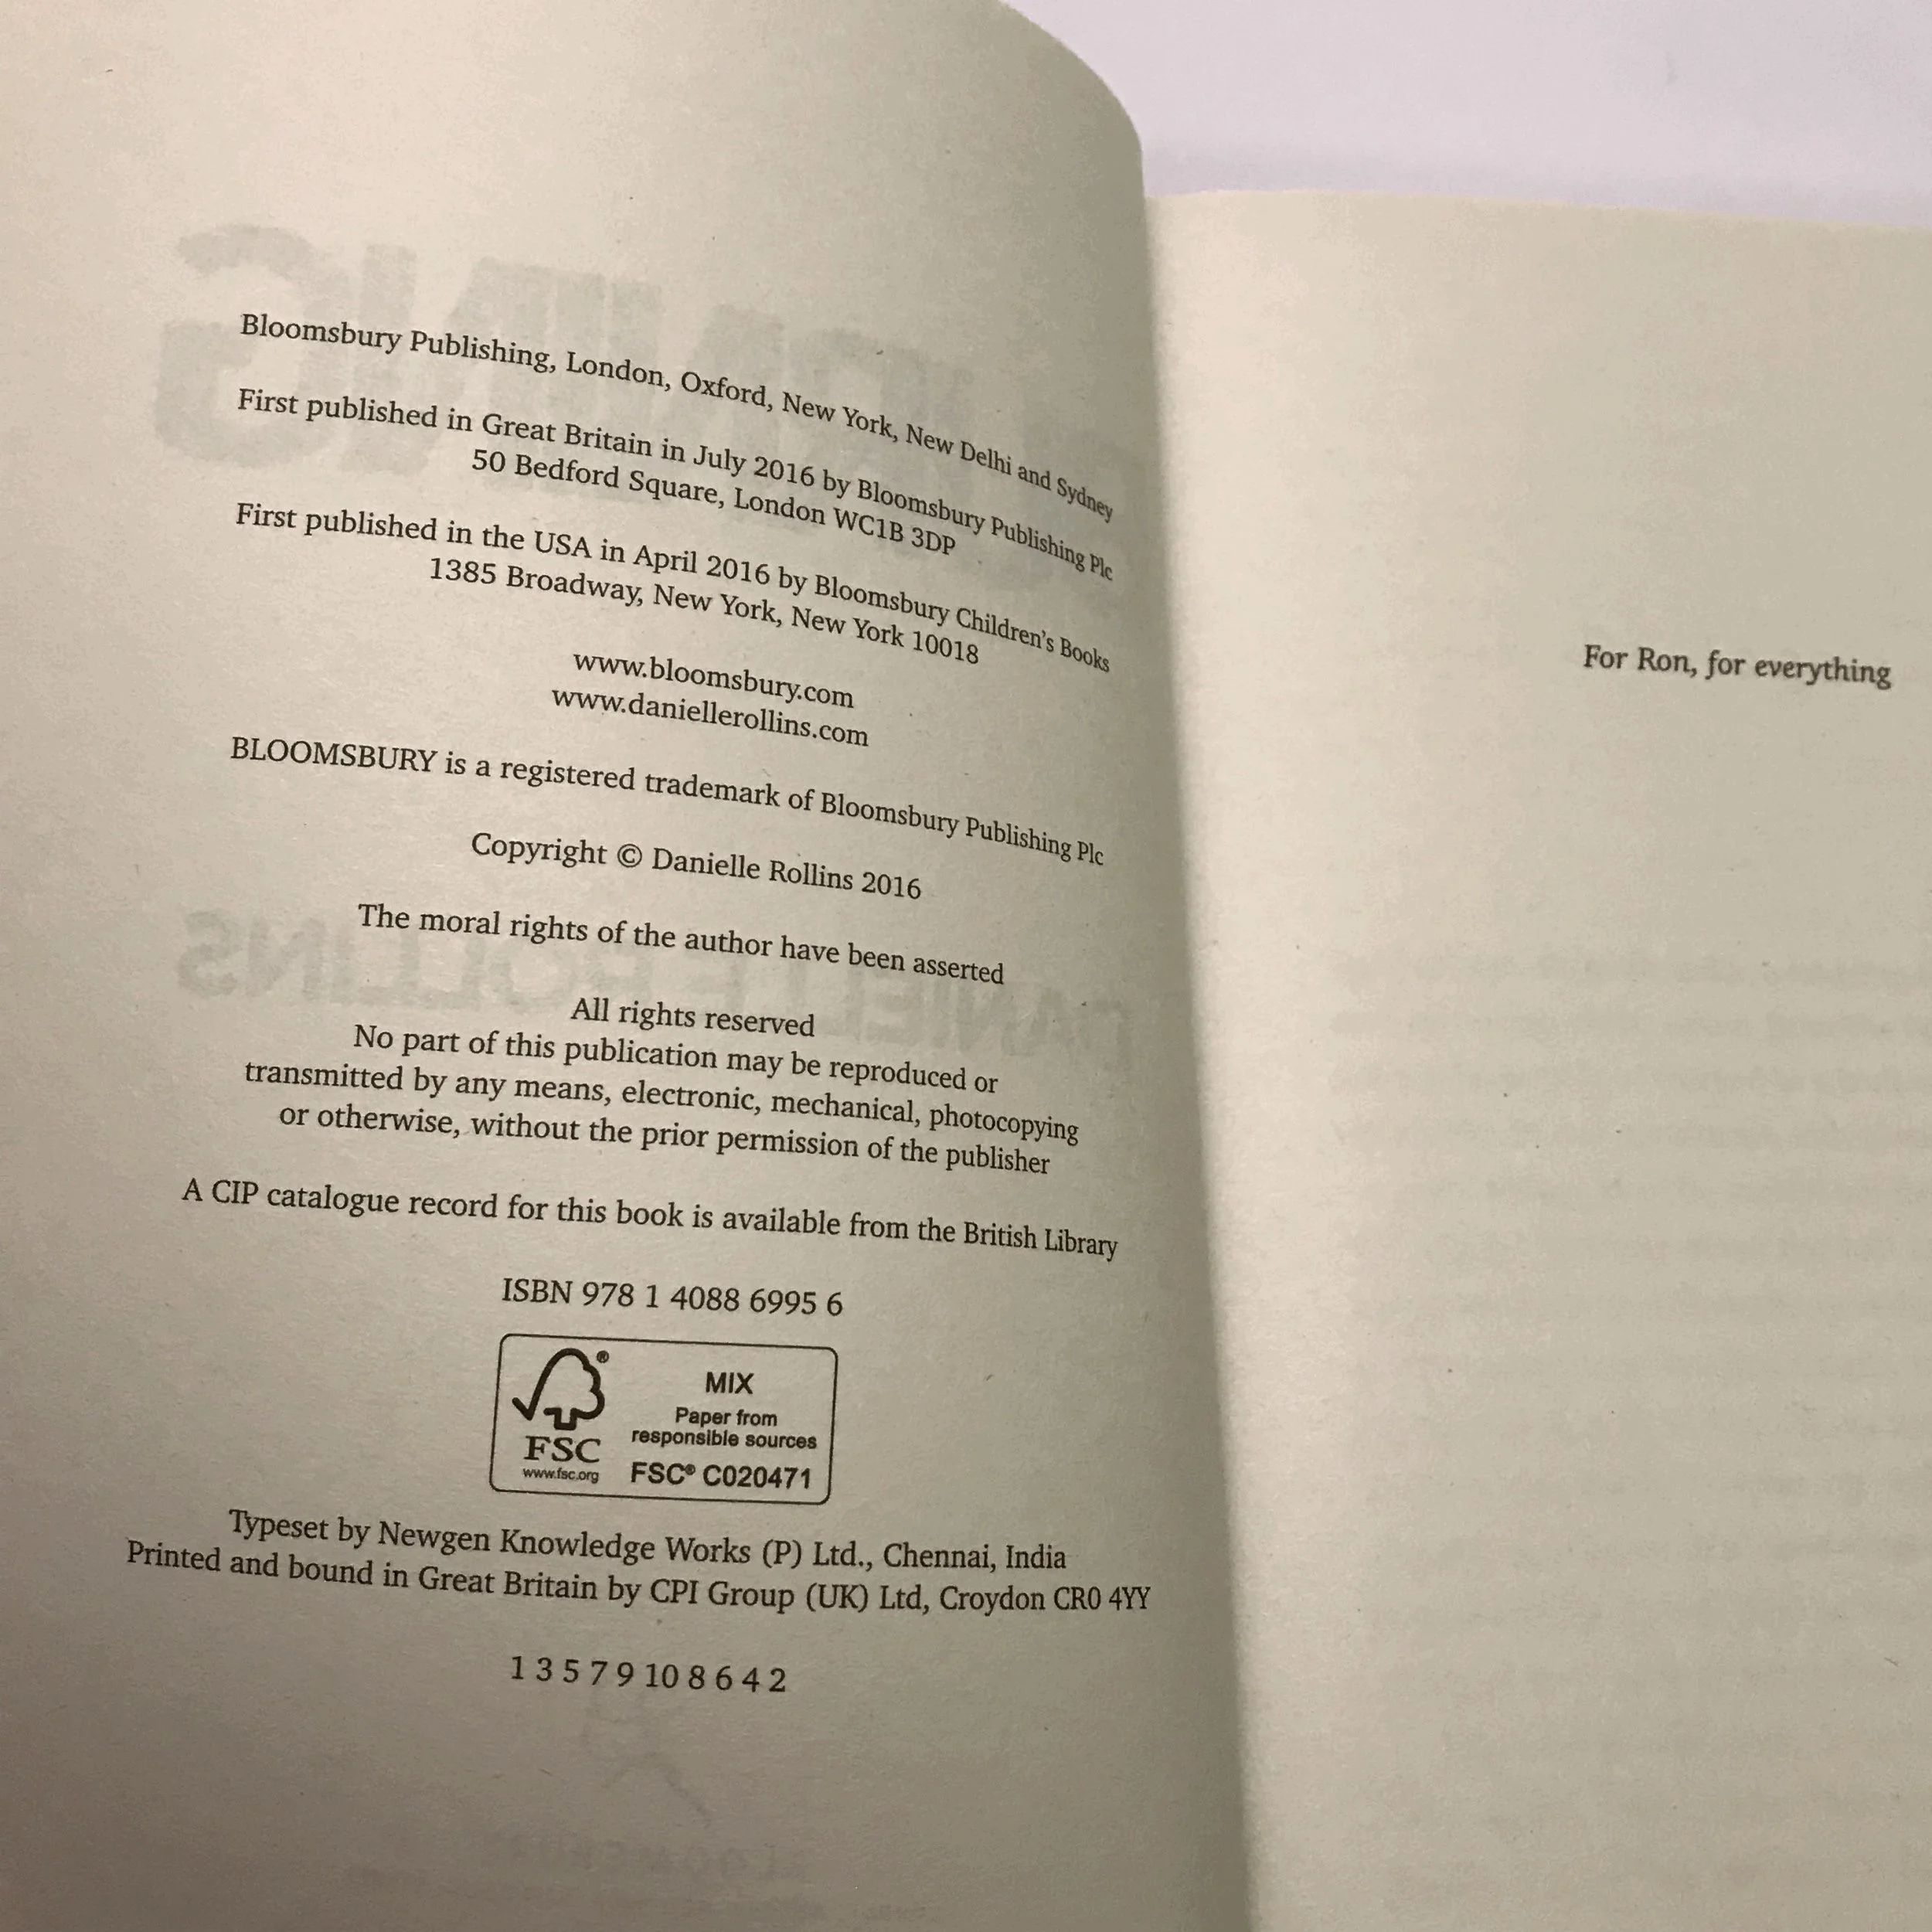 Bloomsbury Publishing, London, Oxford, New York, New Delhi and Sydney
First published in Great Britain in July 2016 by Bloomsbury Publishing Plc
50 Bedford Square, London WC1B 3DP
First published in the USA in April 2016 by Bloomsbury Children's Books
1385 Broadway, New York, New York 10018
www.bloomsbury.com
www.daniellerollins.com
BLOOMSBURY is a registered trademark of Bloomsbury Publishing Plc
Copyright © Danielle Rollins 2016
The moral rights of the author have been asserted
All rights reserved
No part of this publication may be reproduced or
transmitted by any means, electronic, mechanical, photocopying
or otherwise, without the prior permission of the publisher
A CIP catalogue record for this book is available from the British Library
ISBN 978 1 4088 6995 6
®
FSC
www.fsc.org
MIX
Paper from
responsible sources
FSC® C020471
Typeset by Newgen Knowledge Works (P) Ltd., Chennai, India
Printed and bound in Great Britain by CPI Group (UK) Ltd, Croydon CR0 4YY
1 3 5 7 9 10 8 6 4 2
For Ron, for everything